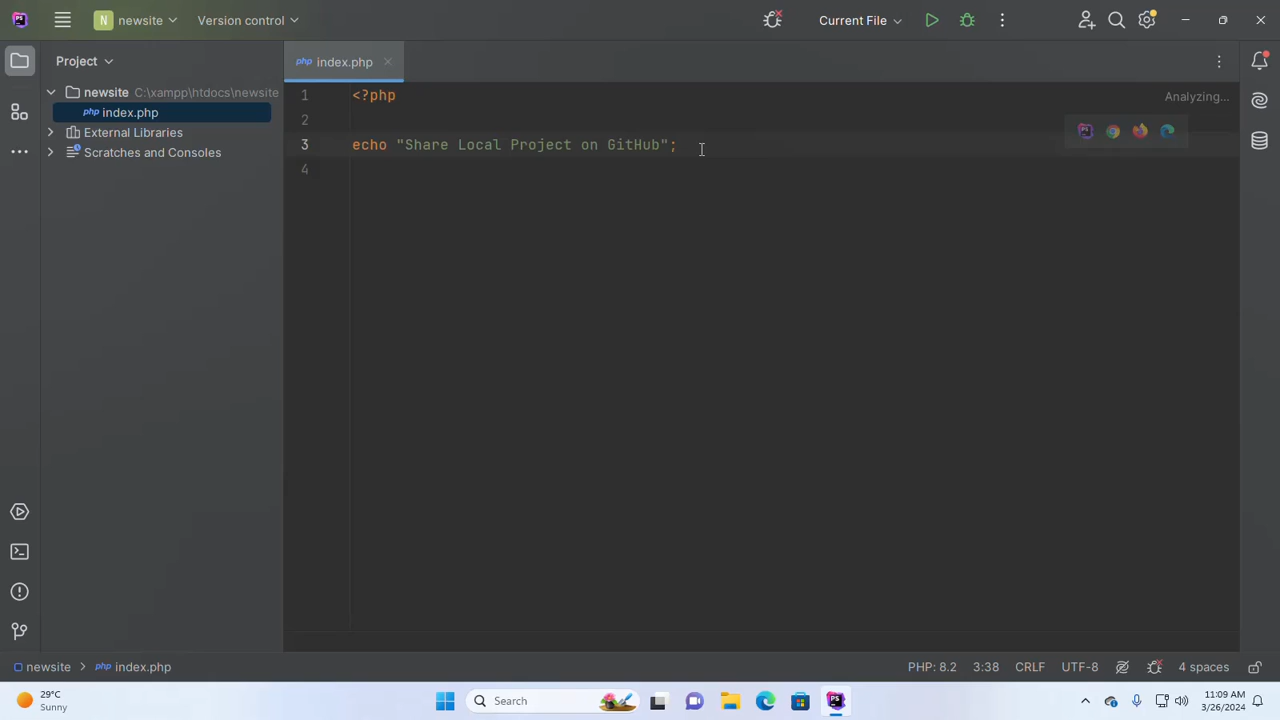 PS
N newsite Version control
Current File
Project
index.php
newsite C:\xampp\htdocs\newsite
index.php
External Libraries
Scratches and Consoles
1 <?php
2
3 echo "Share Local Project on GitHub";
4
Analyzing...
newsite > index.php
PHP: 8.2 3:38 CRLF UTF-8 4 spaces
29°C
Sunny
Search
11:09 AM
3/26/2024